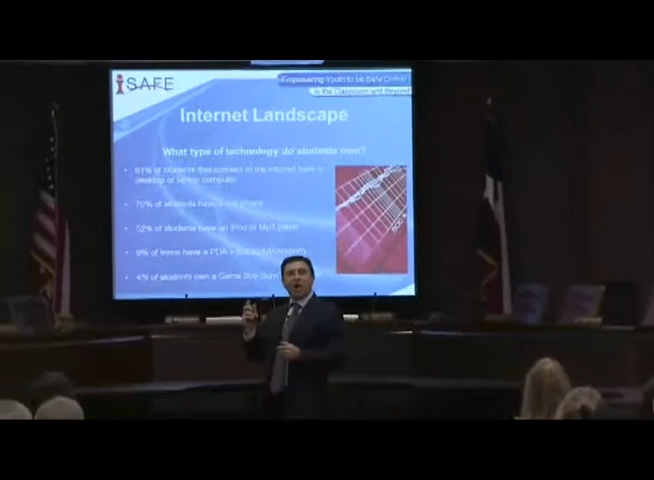 iSAFE
Empowering Youth to be Safe Online!
in the Classroom and Beyond
Internet Landscape
What type of technology do students own?
• 81% of students that connect to the internet have a
desktop or laptop computer
• 70% of students have a cell phone
• 52% of students have an iPod or Mp3 player
• 9% of teens have a PDA –
• 4% of students own a Game Boy